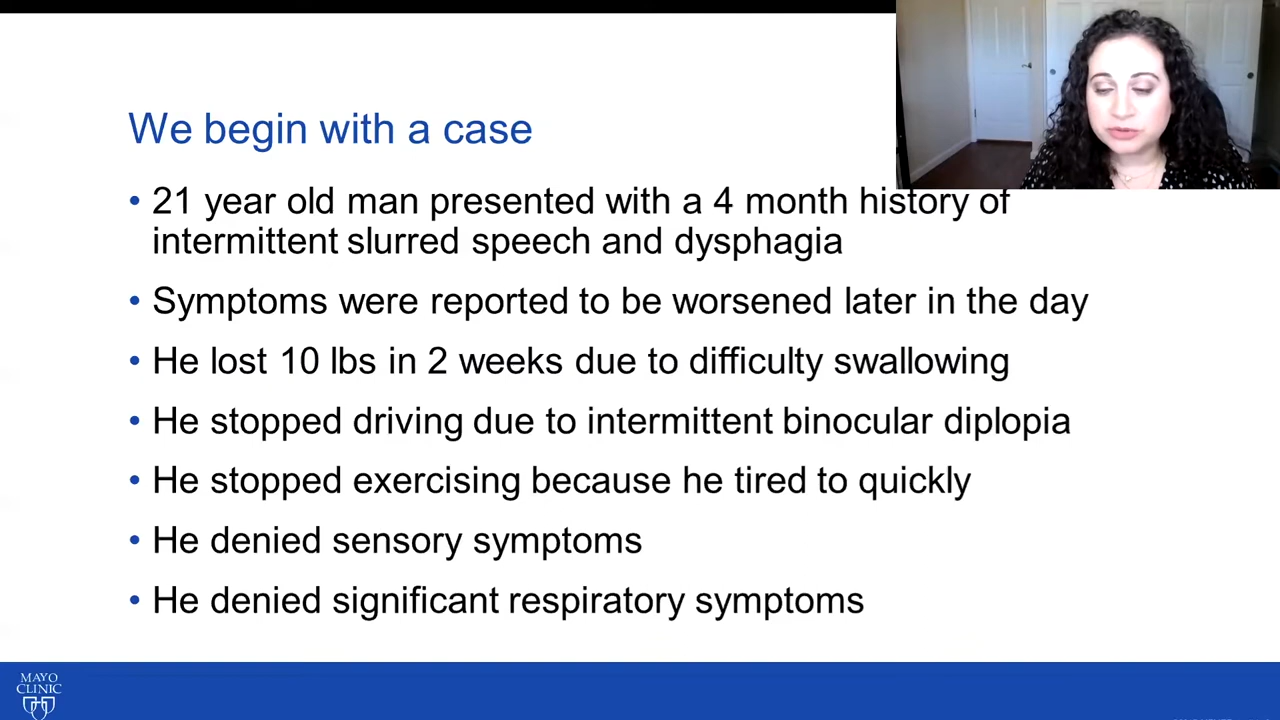 We begin with a case
• 21 year old man presented with a 4 month history of
intermittent slurred speech and dysphagia
• Symptoms were reported to be worsened later in the day
• He lost 10 lbs in 2 weeks due to difficulty swallowing
• He stopped driving due to intermittent binocular diplopia
• He stopped exercising because he tired to quickly
• He denied sensory symptoms
• He denied significant respiratory symptoms
MAYO
CLINIC